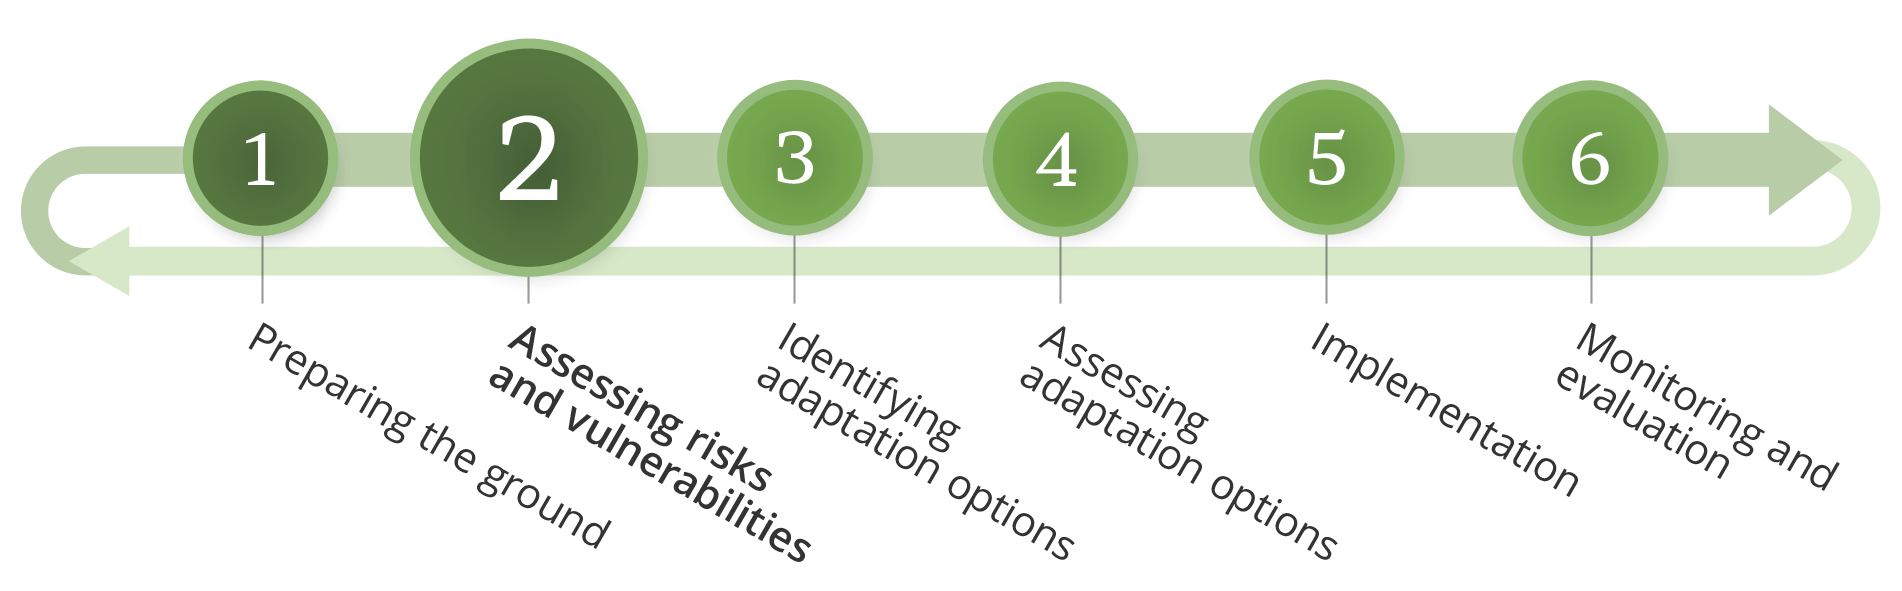 1
2
3
4
5
6
Preparing the ground
Assessing risks
and vulnerabilities
Identifying
adaptation options
Assessing
adaptation options
Implementation
Monitoring and
evaluation